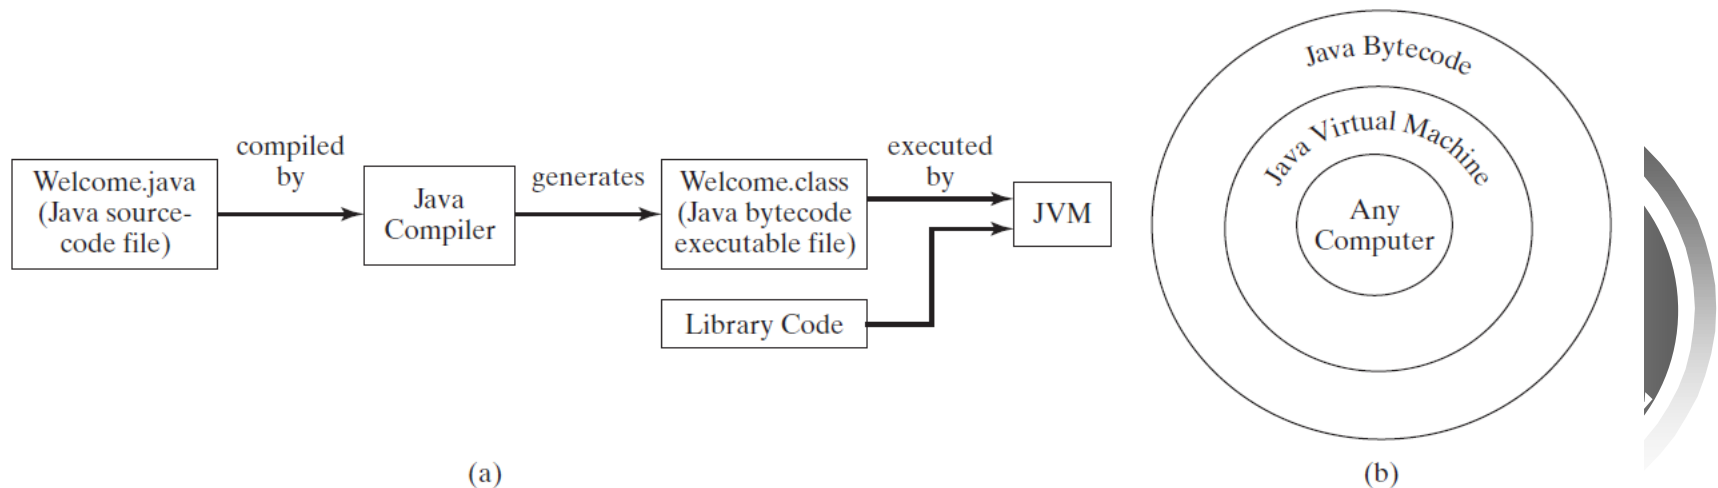 Welcome.java
(Java source-
code file)
compiled
by
Java
Compiler
generates
Welcome.class
(Java bytecode
executable file)
executed
by
JVM
Library Code
(a)
Java Bytecode
Java Virtual Machine
Any
Computer
(b)